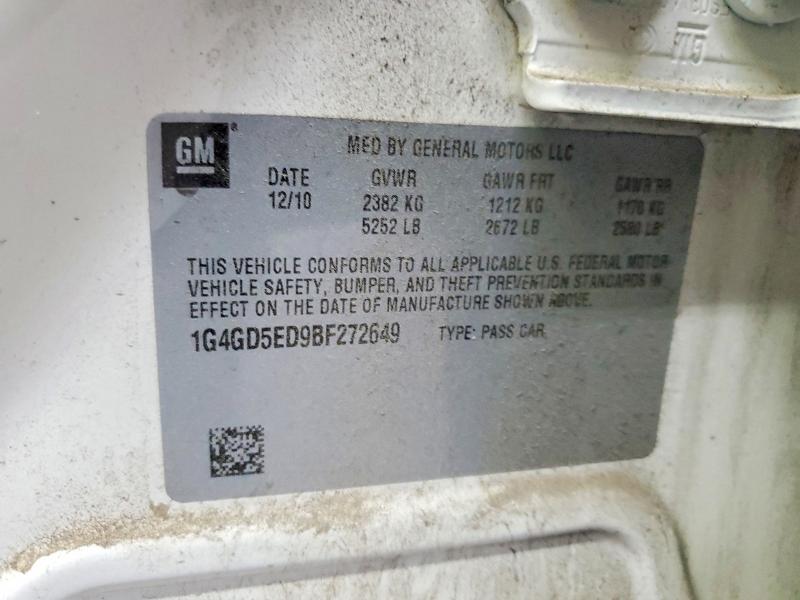 GM
MFD BY GENERAL MOTORS LLC
DATE GVWR GAWR FRT GAWR RR
12/10 2382 KG 1212 KG 1170 KG
5252 LB 2672 LB 2580 LB
THIS VEHICLE CONFORMS TO ALL APPLICABLE U.S. FEDERAL MOTOR
VEHICLE SAFETY, BUMPER, AND THEFT PREVENTION STANDARDS IN
EFFECT ON THE DATE OF MANUFACTURE SHOWN ABOVE.
1G4GD5ED9BF272649 TYPE: PASS CAR